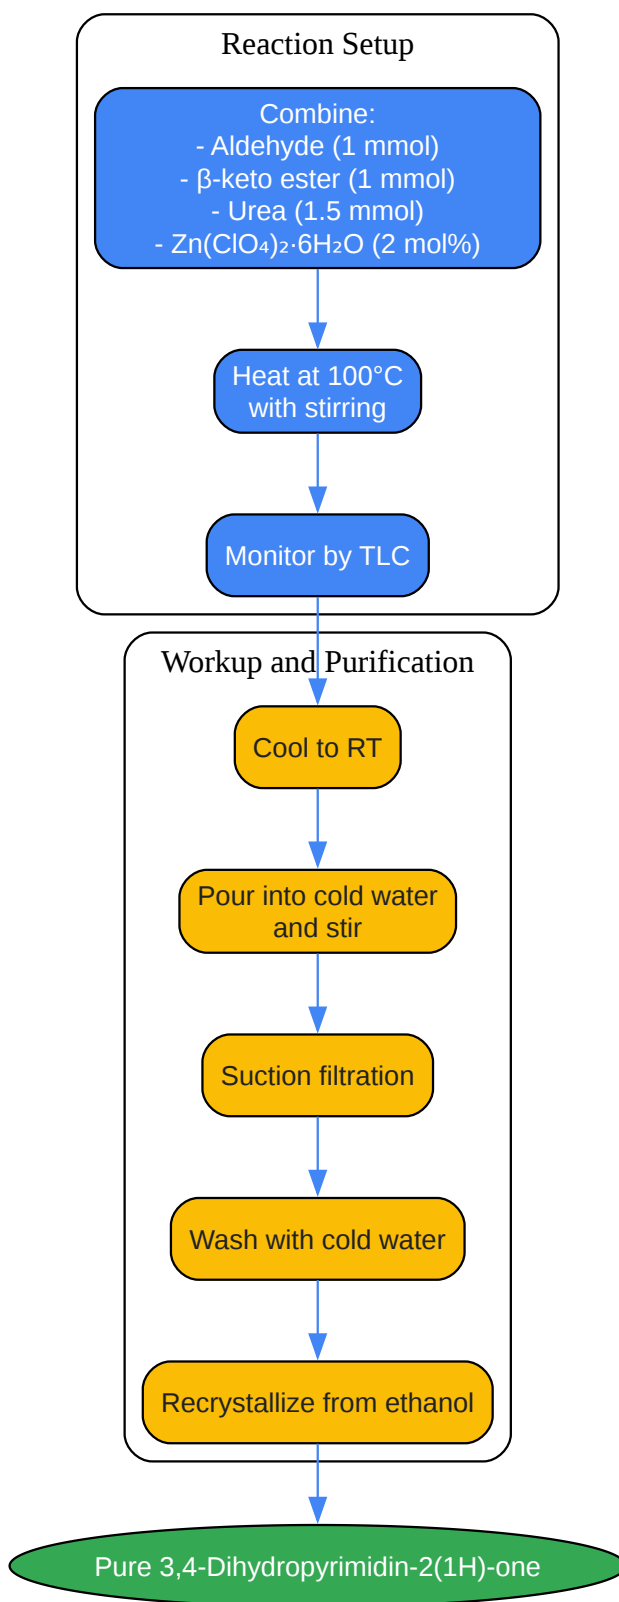 Reaction Setup
Combine:
- Aldehyde (1 mmol)
- β-keto ester (1 mmol)
- Urea (1.5 mmol)
- Zn(ClO₄)₂·6H₂O (2 mol%)
Heat at 100°C
with stirring
Monitor by TLC
Workup and Purification
Cool to RT
Pour into cold water
and stir
Suction filtration
Wash with cold water
Recrystallize from ethanol
Pure 3,4-Dihydropyrimidin-2(1H)-one